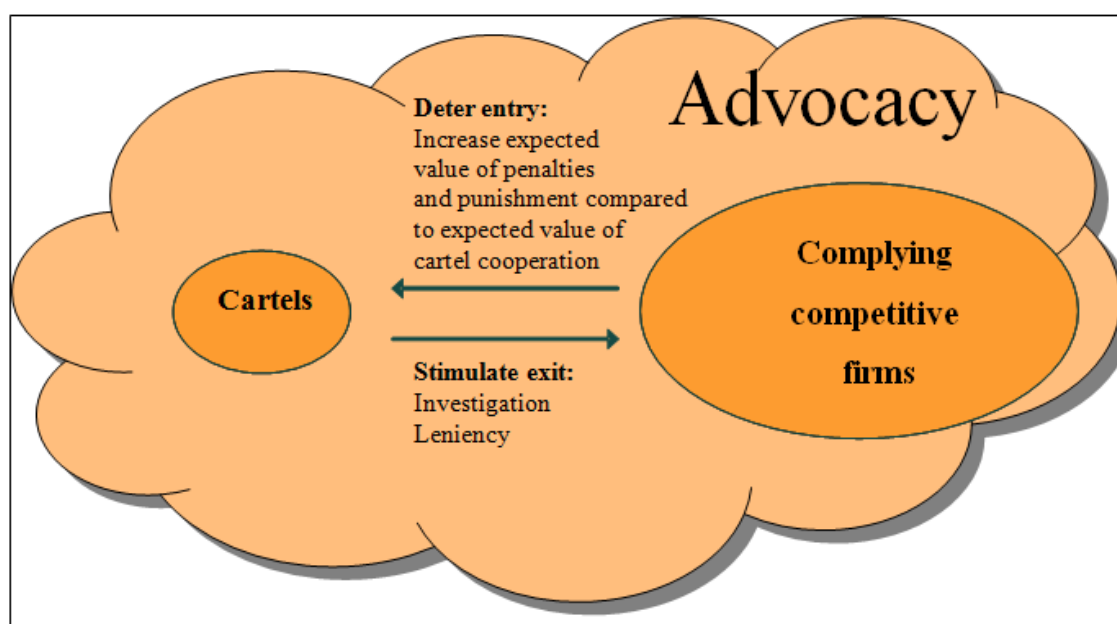 Advocacy
Deter entry:
Increase expected
value of penalties
and punishment compared
to expected value of
cartel cooperation
Cartels
Complying
competitive
firms
Stimulate exit:
Investigation
Leniency